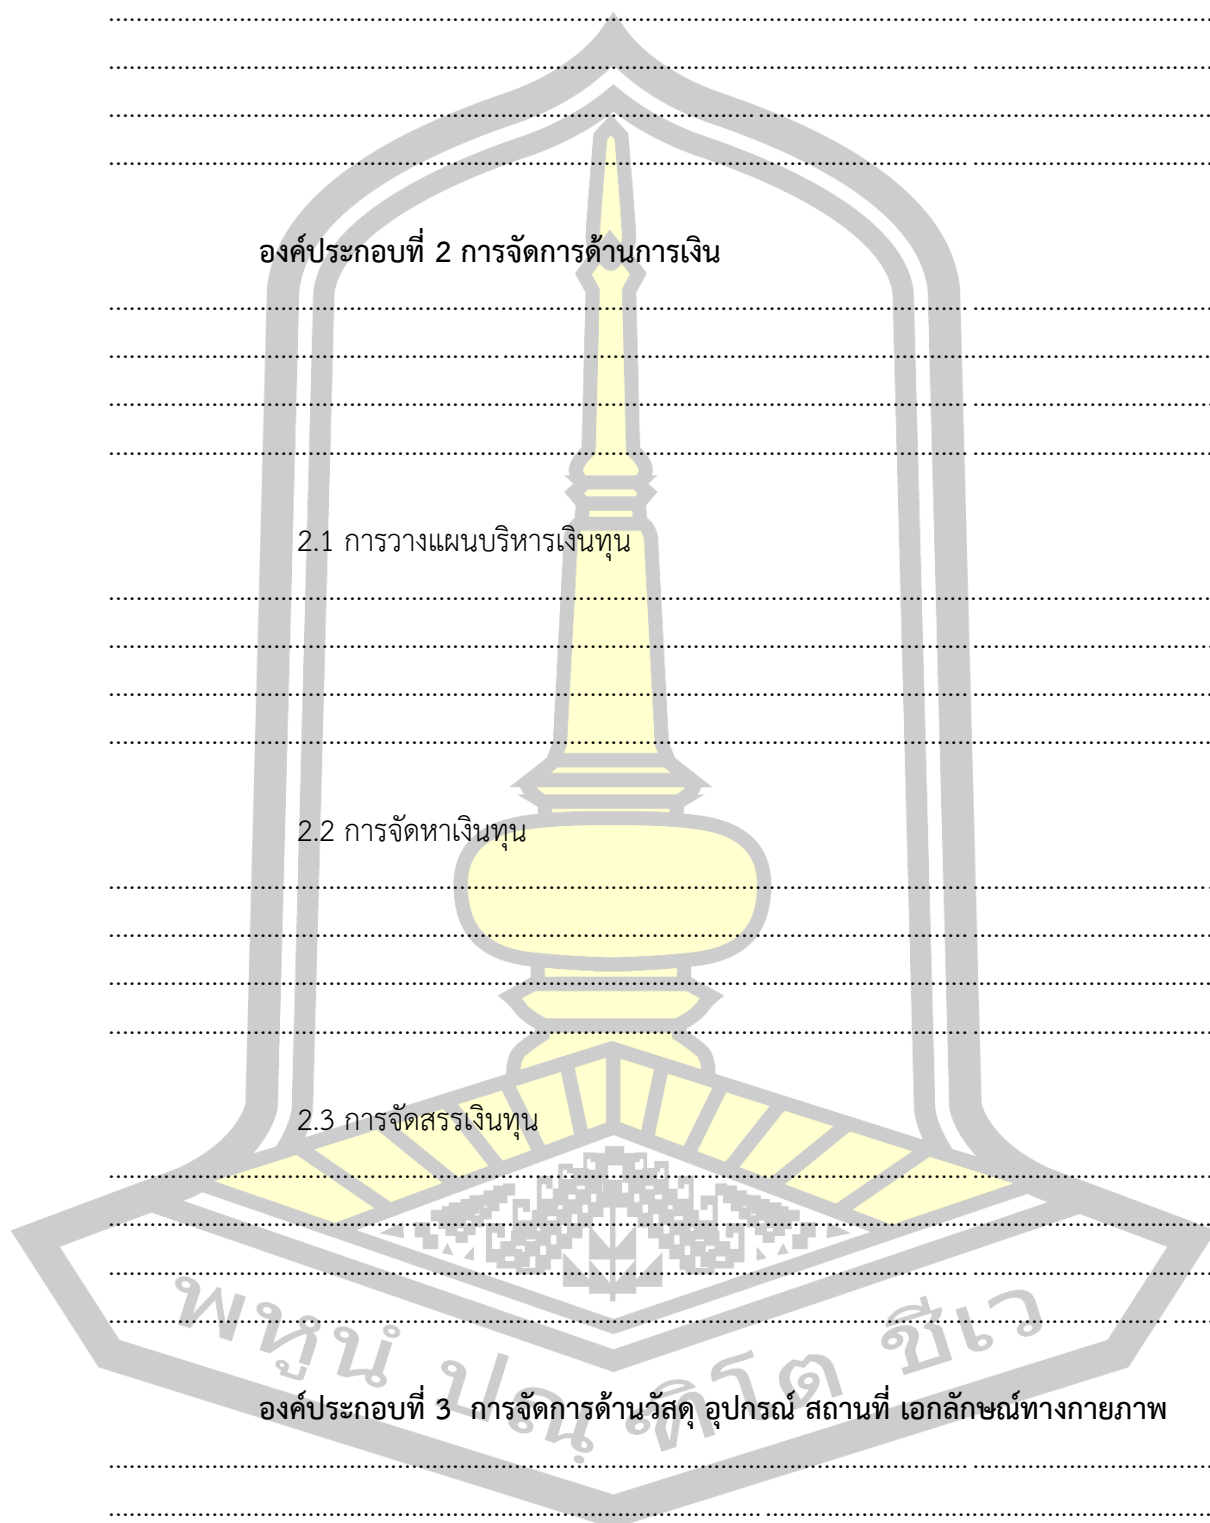 องค์ประกอบที่ 2 การจัดการด้านการเงิน
2.1 การวางแผนบริหารเงินทุน
2.2 การจัดหาเงินทุน
2.3 การจัดสรรเงินทุน
พหูนํ ปณฺฑิโต ชีเว
องค์ประกอบที่ 3 การจัดการด้านวัสดุ อุปกรณ์ สถานที่ เอกลักษณ์ทางกายภาพ